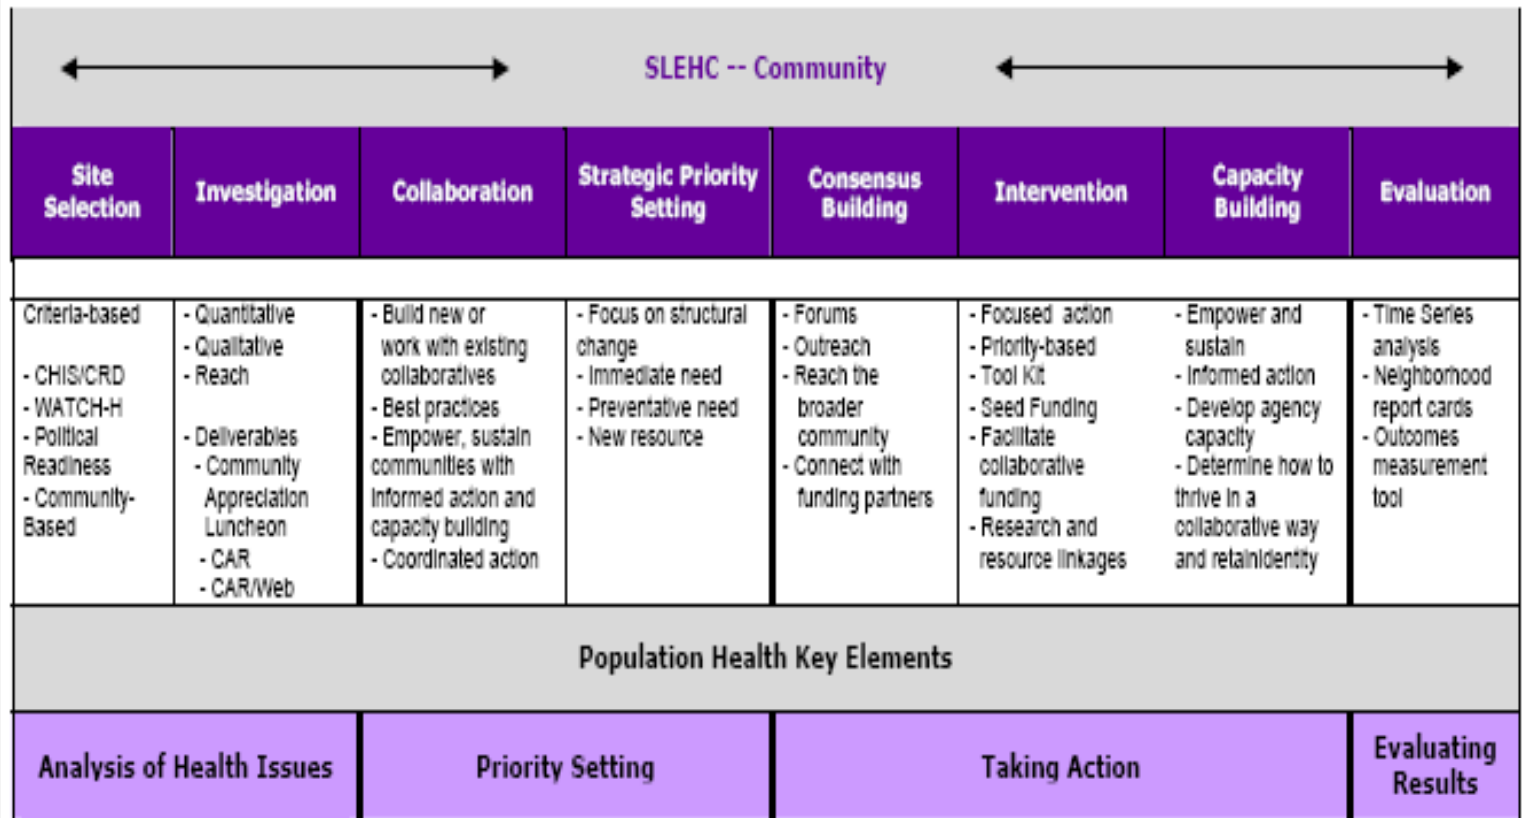 SLEHC -- Community
Site
Selection
Investigation
Collaboration
Strategic Priority
Setting
Consensus
Building
Intervention
Capacity
Building
Evaluation
Criteria-based
- CHIS/CRD
- WATCH-H
- Political
Readiness
- Community-
Based
- Quantitative
- Qualitative
- Reach
- Deliverables
- Community
Appreciation
Luncheon
- CAR
- CAR/Web
- Build new or
work with existing
collaboratives
- Best practices
- Empower, sustain
communities with
informed action and
capacity building
- Coordinated action
- Focus on structural
change
- Immediate need
- Preventative need
- New resource
- Forums
- Outreach
- Reach the
broader
community
- Connect with
funding partners
- Focused action
- Priority-based
- Tool Kit
- Seed Funding
- Facilitate
collaborative
funding
- Research and
resource linkages
- Empower and
sustain
- Informed action
- Develop agency
capacity
- Determine how to
thrive in a
collaborative way
and retainidentity
- Time Series
analysis
- Neighborhood
report cards
- Outcomes
measurement
tool
Population Health Key Elements
Analysis of Health Issues
Priority Setting
Taking Action
Evaluating
Results